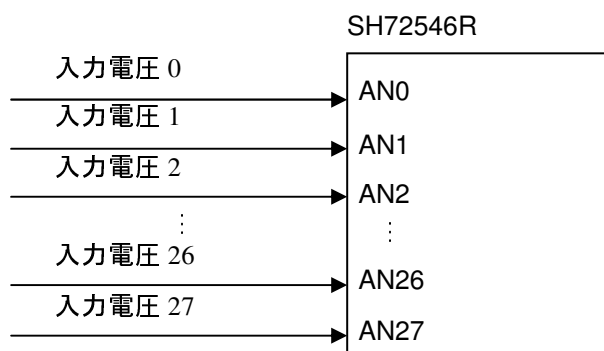 SH72546R
入力電圧 0
AN0
入力電圧 1
AN1
入力電圧 2
AN2
⋮
⋮
入力電圧 26
AN26
入力電圧 27
AN27